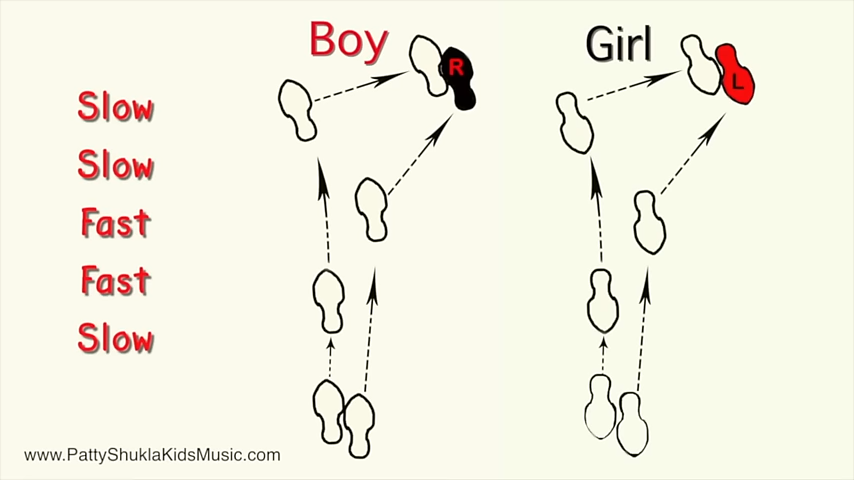 Boy
Girl
R
L
Slow
Slow
Fast
Fast
Slow
www.PattyShuklaKidsMusic.com